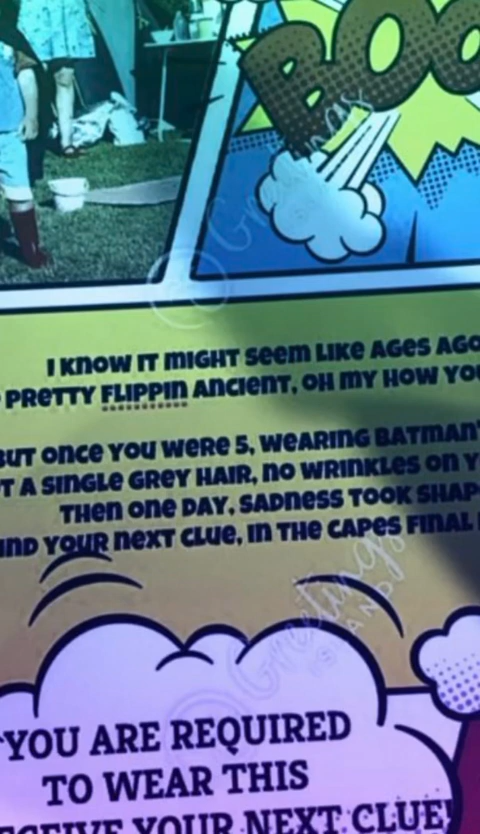 BOO
I KNOW IT MIGHT SEEM LIKE AGES AGO
PRETTY FLIPPIN ANCIENT, OH MY HOW YOU
BUT ONCE YOU WERE 5, WEARING BATMAN'
A SINGLE GREY HAIR, NO WRINKLES ON
THEN ONE DAY, SADNESS TOOK SHAP
YOUR NEXT CLUE, IN THE CAPES FINAL
Greetings
ISLAND
YOU ARE REQUIRED
TO WEAR THIS
YOUR NEXT CLUE!